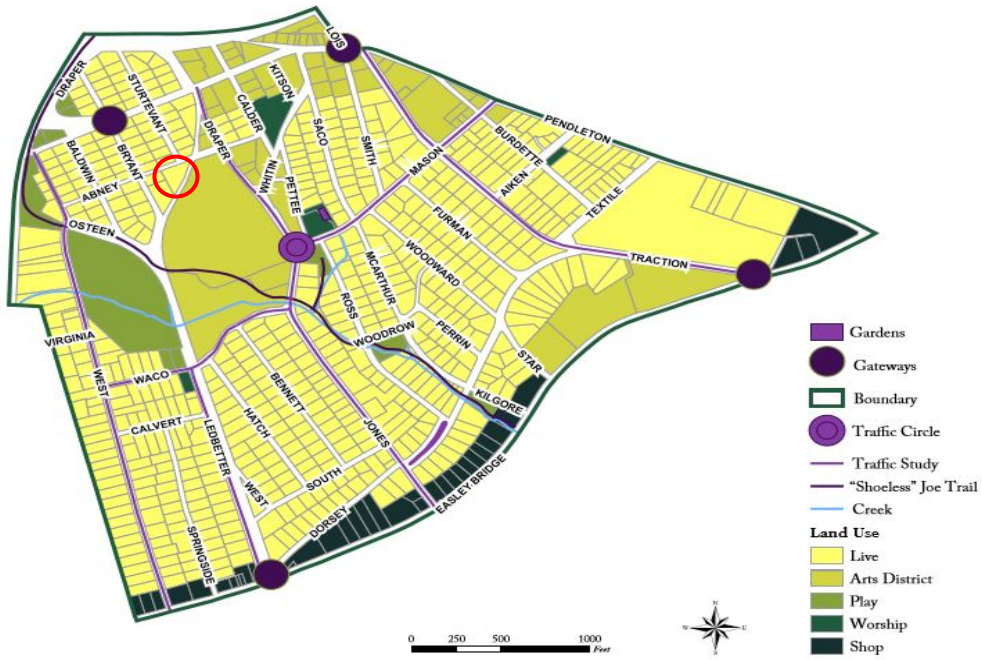 LOIS
DRAPER
STURTEVANT
KITSON
CALDER
DRAPER
SACO
SMITH
BURDETTE
PENDLETON
BALDWIN
BRYANT
ABNEY
WHITIN
PETTEE
MASON
AIKEN
TEXTILE
OSTEEN
FURMAN
WOODWARD
TRACTION
MCARTHUR
ROSS
WOODROW
PERRIN
STAR
VIRGINIA
WEST
WACO
CALVERT
BENNETT
HATCH
LEDBETTER
JONES
KILGORE
WEST
SOUTH
DORSEY
EASLEY BRIDGE
SPRINGSIDE
Gardens
Gateways
Boundary
Traffic Circle
Traffic Study
"Shoeless" Joe Trail
Creek
Land Use
Live
Arts District
Play
Worship
Shop
0 250 500 1000
Feet
N
W
S